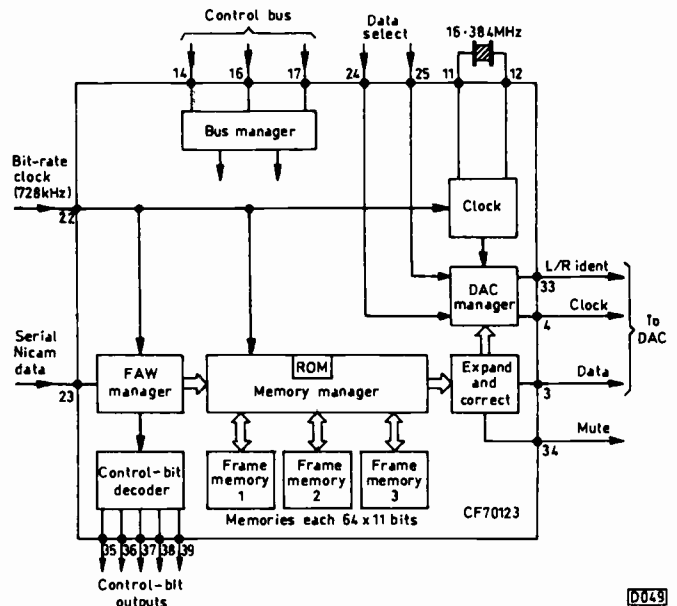 Control bus
Data
select
16·384MHz
14
16
17
24
25
11
12
Bus manager
Bit-rate
clock
(728kHz)
22
Clock
L/R ident
33
DAC
manager
Clock
4
To
DAC
Serial
Nicam
data
23
FAW
manager
ROM
Memory manager
Expand
and
correct
Data
3
Mute
34
Control-bit
decoder
Frame
memory
1
Frame
memory
2
Frame
memory
3
Memories each 64 x 11 bits
CF70123
35
36
37
38
39
Control-bit
outputs
D049